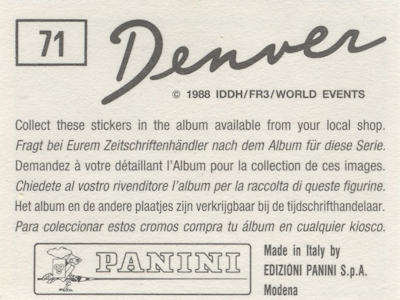 71
Denver
© 1988 IDDH/FR3/WORLD EVENTS
Collect these stickers in the album available from your local shop.
Fragt bei Eurem Zeitschriftenhändler nach dem Album für diese Serie.
Demandez à votre détaillant l'Album pour la collection de ces images.
Chiedete al vostro rivenditore l'album per la raccolta di queste figurine.
Het album en de andere plaatjes zijn verkrijgbaar bij de tijdschrifthandelaar.
Para coleccionar estos cromos compra tu álbum en cualquier kiosco.
PANINI
Made in Italy by
EDIZIONI PANINI S.p.A.
Modena